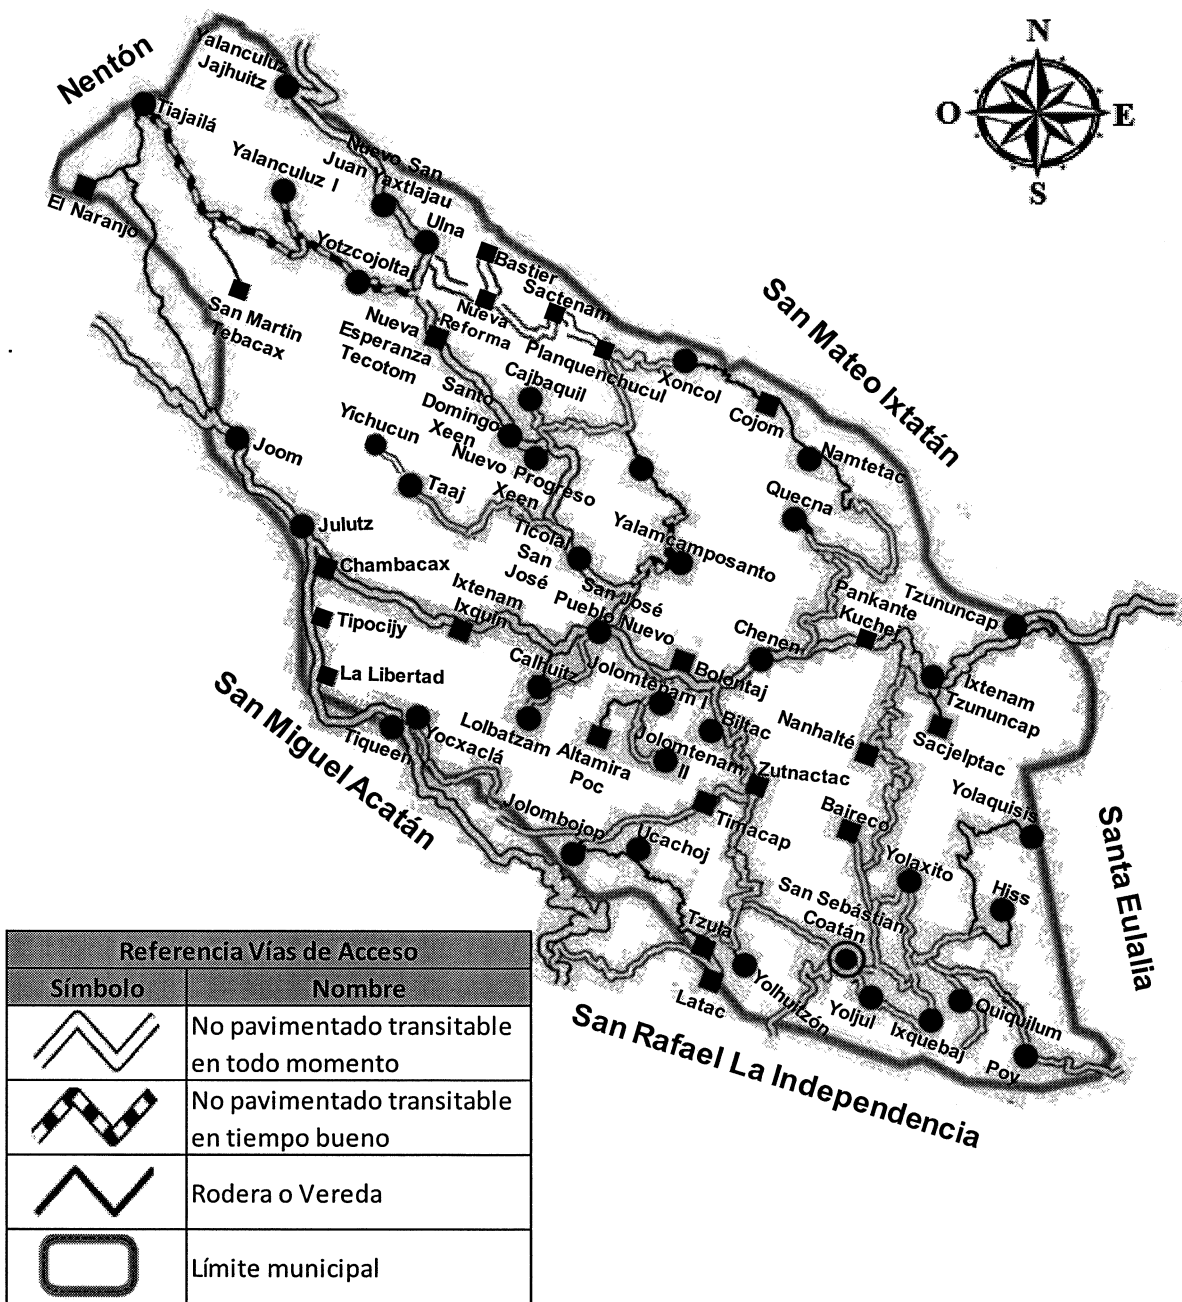 N
O
E
S
Nentón
Yalanculuz
Jajhuitz
Tiajailá
Yalanculuz I
Nuevo San
Juan Yaxtlajau
El Naranjo
Ulna
Yotzcojoltaj
Bastier
Sactenam
San Martin
Tebacax
Nueva
Reforma
Nueva
Esperanza
Tecotom
Planquenchucul
San Mateo Ixtatán
Cajbaquil
Xoncol
Cojom
Santo
Domingo
Xeen
Yichucun
Joom
Namtetac
Nuevo Progreso
Xeen
Taaj
Quecna
Julutz
Ticolal
San
José
Yalamcamposanto
Chambacax
Ixtenam
Ixquin
San José
Pueblo Nuevo
Pankante
Kuchei
Tzununcap
Tipocijy
Chenen
La Libertad
Calhuitz
Jolomtenam I
Bolontaj
Ixtenam
Tzununcap
San Miguel Acatán
Tiqueen
Yocxaclá
Lolbatzam
Altamira
Poc
Jolomtenam
II
Biltac
Nanhalté
Sacjelptac
Zutnactac
Yolaquisis
Jolombojop
Ucachoj
Timacap
Baireco
Santa Eulalia
Yolaxito
San Sebástian
Coatán
Hiss
Tzula
Latac
Yolhuitzón
Yoljul
Ixquebaj
Quiquilum
Poy
San Rafael La Independencia
Referencia Vías de Acceso
Símbolo Nombre
No pavimentado transitable
en todo momento
No pavimentado transitable
en tiempo bueno
Rodera o Vereda
Límite municipal